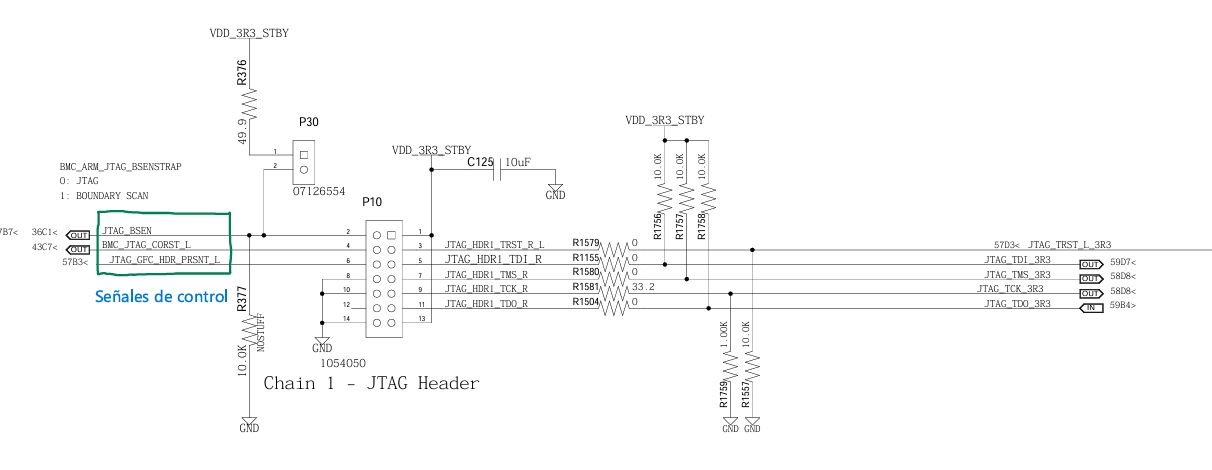 VDD_3R3_STBY
R376
49.9
P30
1
2
07126554
VDD_3R3_STBY
C125 10uF
GND
VDD_3R3_STBY
10.0K 10.0K 10.0K
R1756 R1757 R1758
BMC_ARM_JTAG_BSENSTRAP
0: JTAG
1: BOUNDARY SCAN
P10
7B7< 36C1< OUT JTAG_BSEN 2 1
43C7< OUT BMC_JTAG_CORST_L 4 3 JTAG_HDR1_TRST_R_L R1579 0 57D3< JTAG_TRST_L_3R3
57B3< JTAG_GFC_HDR_PRSNT_L 6 5 JTAG_HDR1_TDI_R R1155 0 JTAG_TDI_3R3 OUT 59D7<
8 7 JTAG_HDR1_TMS_R R1580 0 JTAG_TMS_3R3 OUT 58D8<
10 9 JTAG_HDR1_TCK_R R1581 33.2 JTAG_TCK_3R3 OUT 58D8<
12 11 JTAG_HDR1_TDO_R R1504 0 JTAG_TDO_3R3 IN 59B4>
14 13
Señales de control
R377
10.0K
NOSTUFF
GND
GND
1054050
Chain 1 - JTAG Header
1.00K 10.0K
R1759 R1557
GND GND